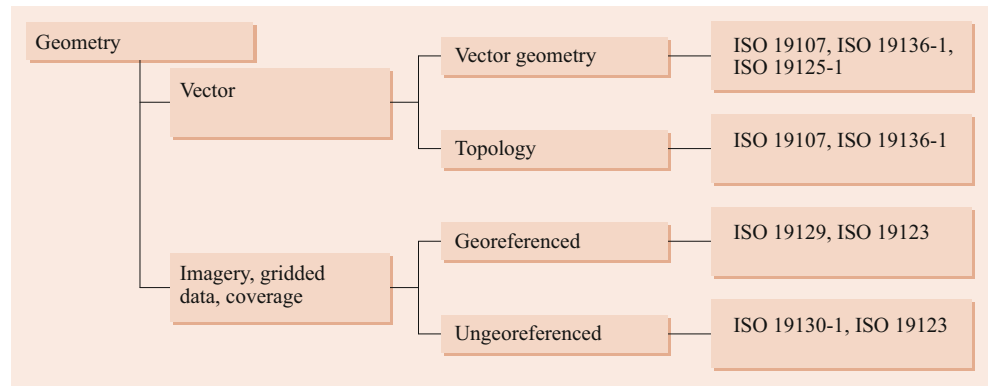 Geometry
Vector
Vector geometry
ISO 19107, ISO 19136-1,
ISO 19125-1
Topology
ISO 19107, ISO 19136-1
Imagery, gridded
data, coverage
Georeferenced
ISO 19129, ISO 19123
Ungeoreferenced
ISO 19130-1, ISO 19123